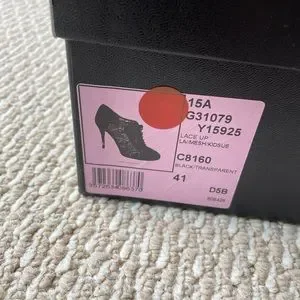 15A
G31079
Y15925
LACE UP
LA/MESH/KIDSUE
C8160
BLACK/TRANSPARENT
41
D5B